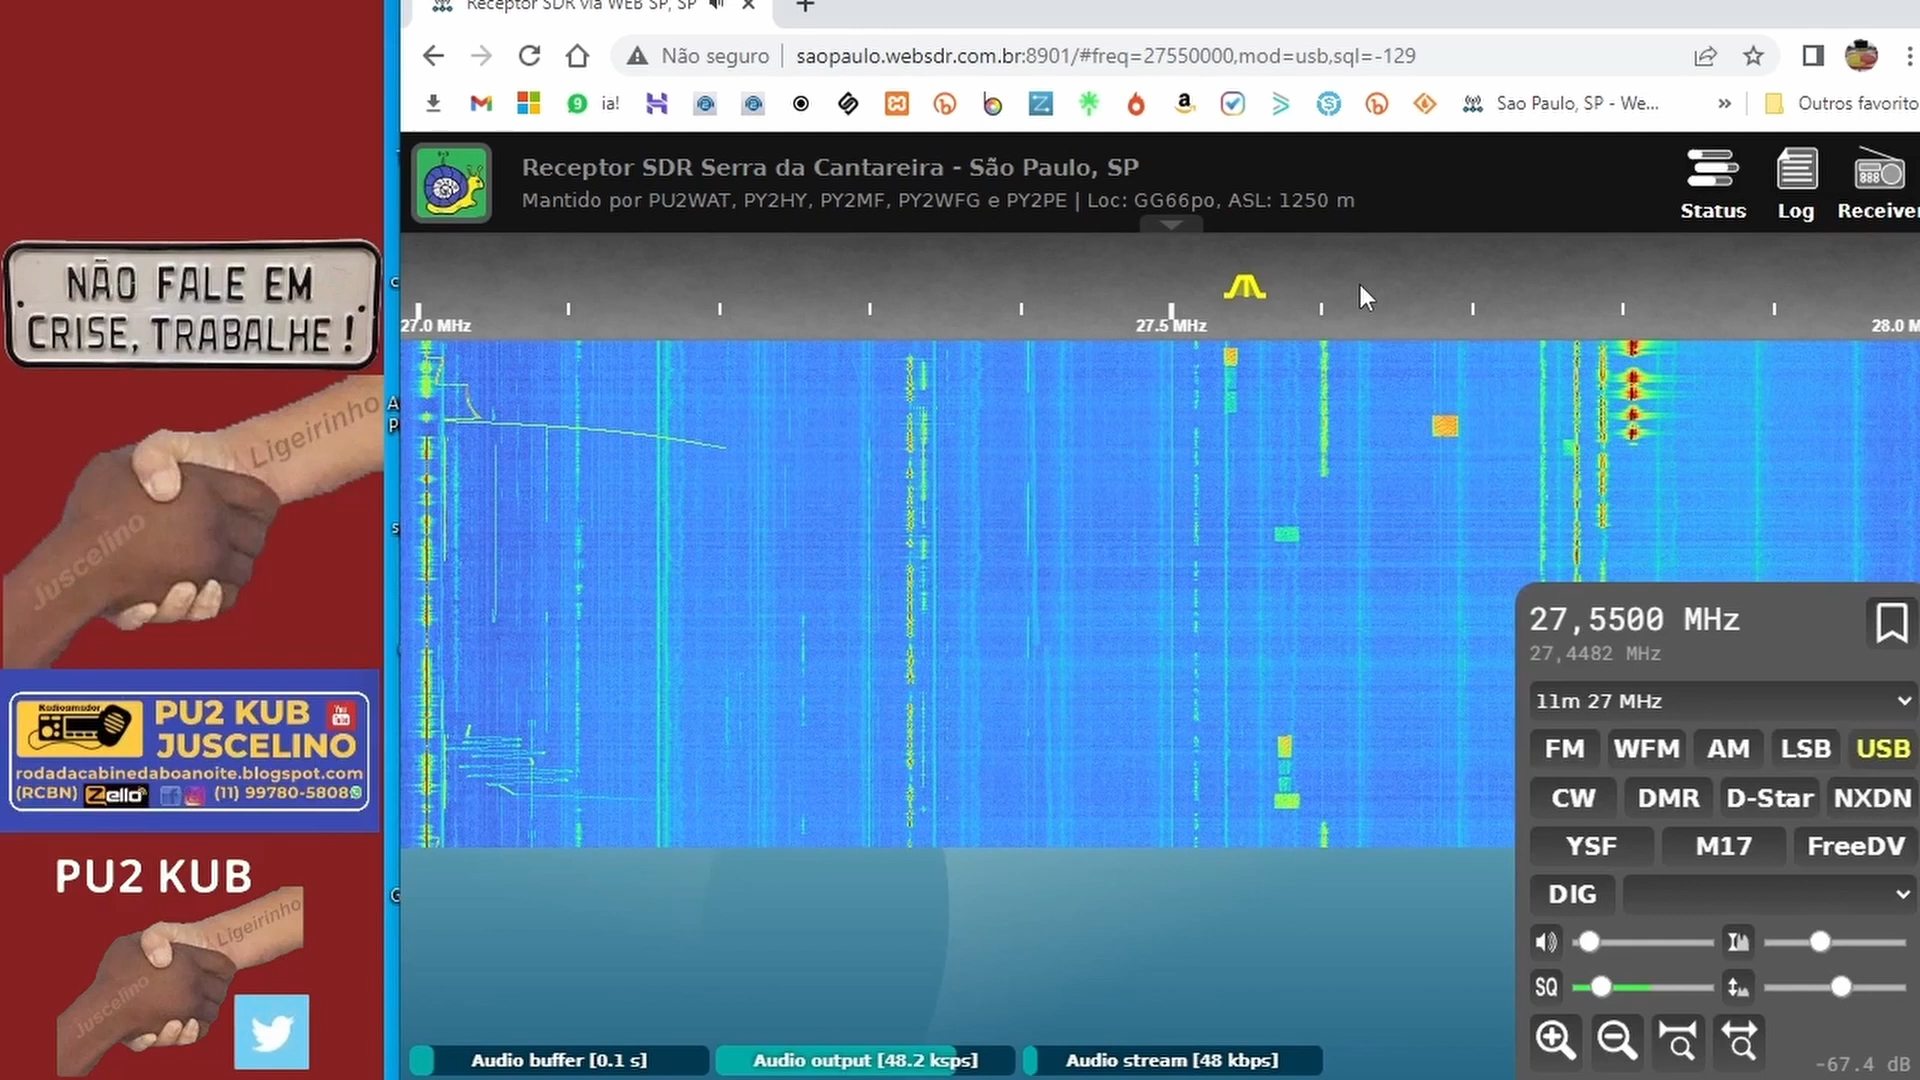 Receptor SDR via WEB SP, SP
Não seguro
saopaulo.websdr.com.br:8901/#freq=27550000,mod=usb,sql=-129
ia!
Sao Paulo, SP - We...
»
Outros favorito
Receptor SDR Serra da Cantareira - São Paulo, SP
Mantido por PU2WAT, PY2HY, PY2MF, PY2WFG e PY2PE | Loc: GG66po, ASL: 1250 m
Status
Log
Receiver
27.0 MHz
27.5 MHz
28.0 M
NÃO FALE EM
CRISE, TRABALHE !
Ligeirinho
Juscelino
Radioamador
PU2 KUB
You
JUSCELINO
rodadacabinedaboanoite.blogspot.com
(RCBN) Zello (11) 99780-5808
PU2 KUB
Ligeirinho
Juscelino
27,5500 MHz
27,4482 MHz
11m 27 MHz
FM WFM AM LSB USB
CW DMR D-Star NXDN
YSF M17 FreeDV
DIG
SQ
-67.4 dB
Audio buffer [0.1 s]
Audio output [48.2 ksps]
Audio stream [48 kbps]